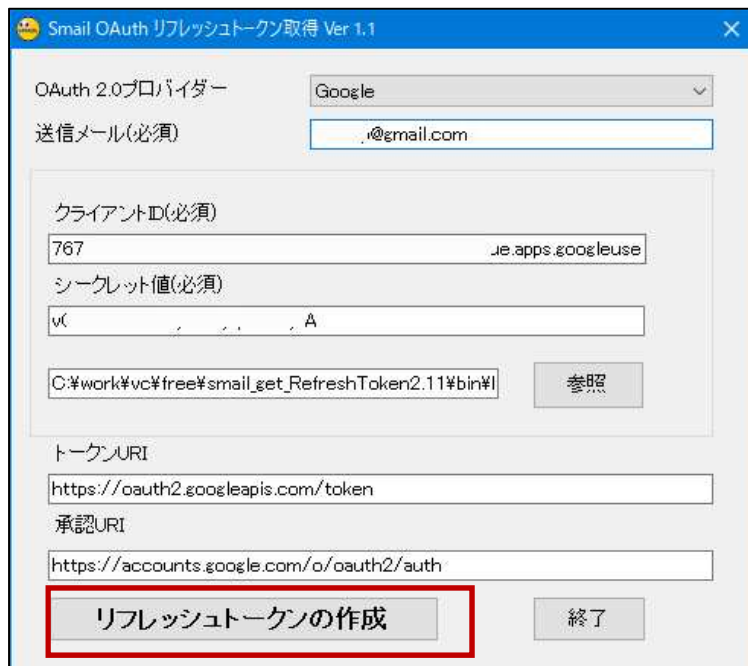 Smail OAuth リフレッシュトークン取得 Ver 1.1
OAuth 2.0プロバイダー
Google
送信メール(必須)
@gmail.com
クライアントID(必須)
767 ue.apps.googleuse
シークレット値(必須)
v( A
C:¥work¥vc¥free¥smail_get_RefreshToken2.11¥bin¥
参照
トークンURI
https://oauth2.googleapis.com/token
承認URI
https://accounts.google.com/o/oauth2/auth
リフレッシュトークンの作成
終了